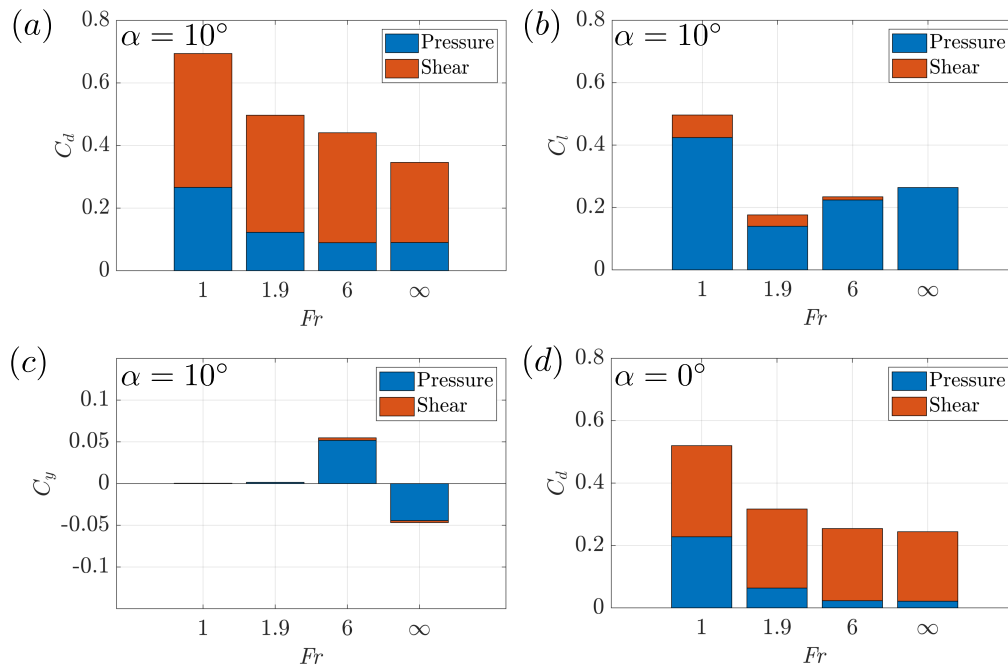 (a)
α = 10°
Pressure
Shear
0.8
0.6
0.4
0.2
0
C_d
1 1.9 6 ∞
Fr
(b)
α = 10°
Pressure
Shear
0.8
0.6
0.4
0.2
0
C_l
1 1.9 6 ∞
Fr
(c)
α = 10°
Pressure
Shear
0.1
0.05
0
-0.05
-0.1
C_y
1 1.9 6 ∞
Fr
(d)
α = 0°
Pressure
Shear
0.8
0.6
0.4
0.2
0
C_d
1 1.9 6 ∞
Fr